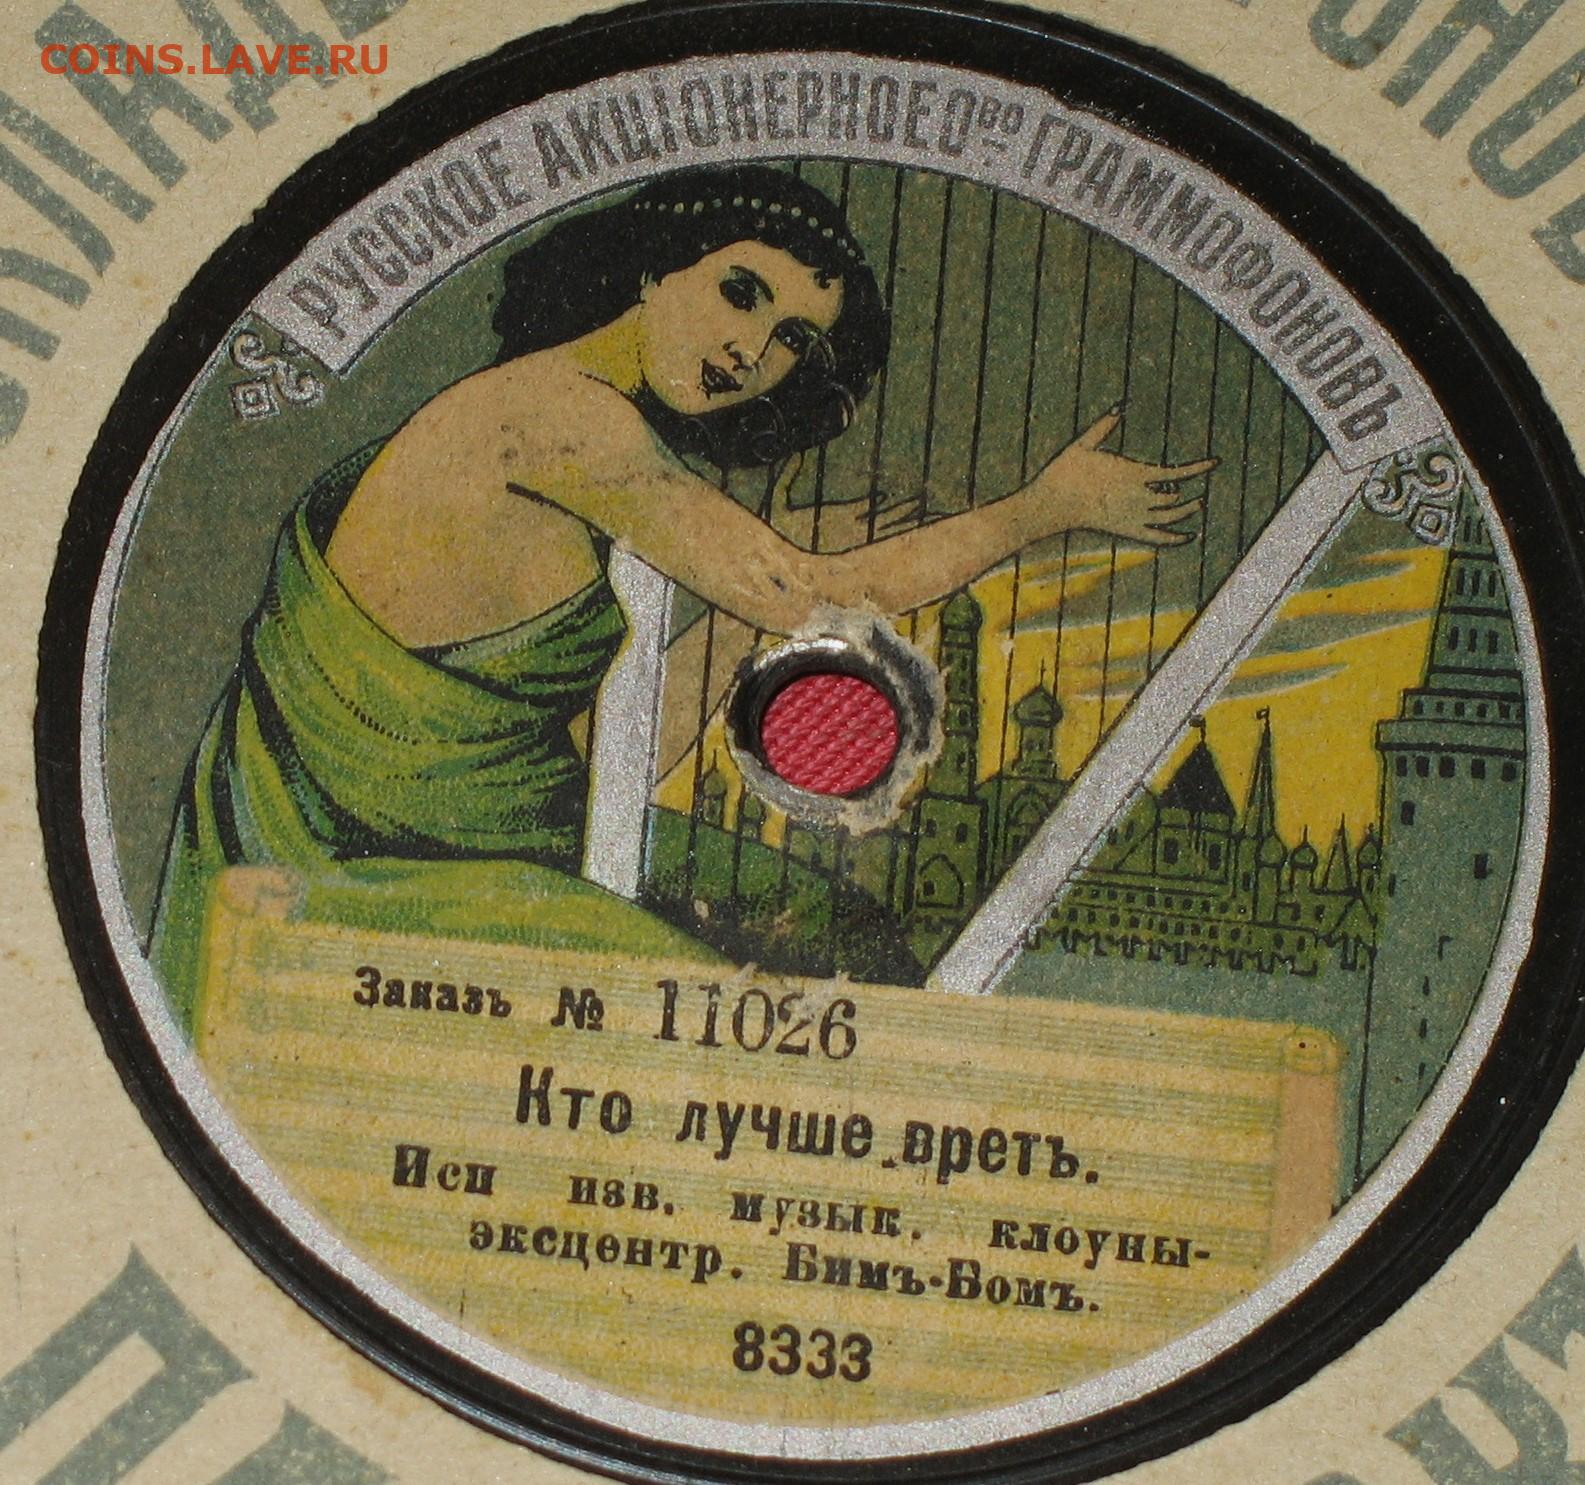 COINS.LAVE.RU
РУССКОЕ АКЦІОНЕРНОЕ О-ВО ГРАММОФОНОВЪ
Заказъ № 11026
Кто лучше вретъ.
Исп изв. музык. клоуны-
эксцентр. Бимъ-Бомъ.
8333